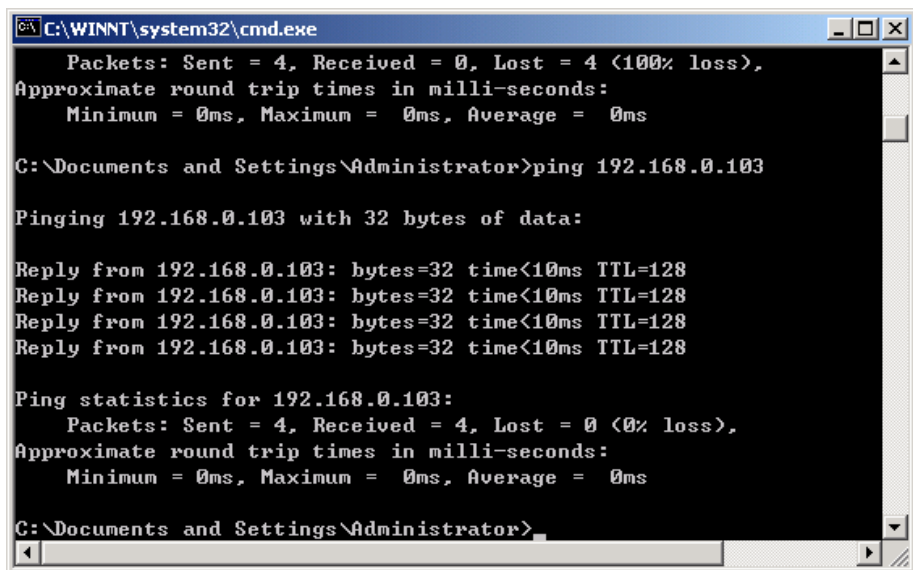 C:\WINNT\system32\cmd.exe
Packets: Sent = 4, Received = 0, Lost = 4 (100% loss),
Approximate round trip times in milli-seconds:
Minimum = 0ms, Maximum =  0ms, Average =  0ms
C:\Documents and Settings\Administrator>ping 192.168.0.103
Pinging 192.168.0.103 with 32 bytes of data:
Reply from 192.168.0.103: bytes=32 time<10ms TTL=128
Reply from 192.168.0.103: bytes=32 time<10ms TTL=128
Reply from 192.168.0.103: bytes=32 time<10ms TTL=128
Reply from 192.168.0.103: bytes=32 time<10ms TTL=128
Ping statistics for 192.168.0.103:
Packets: Sent = 4, Received = 4, Lost = 0 (0% loss),
Approximate round trip times in milli-seconds:
Minimum = 0ms, Maximum =  0ms, Average =  0ms
C:\Documents and Settings\Administrator>_